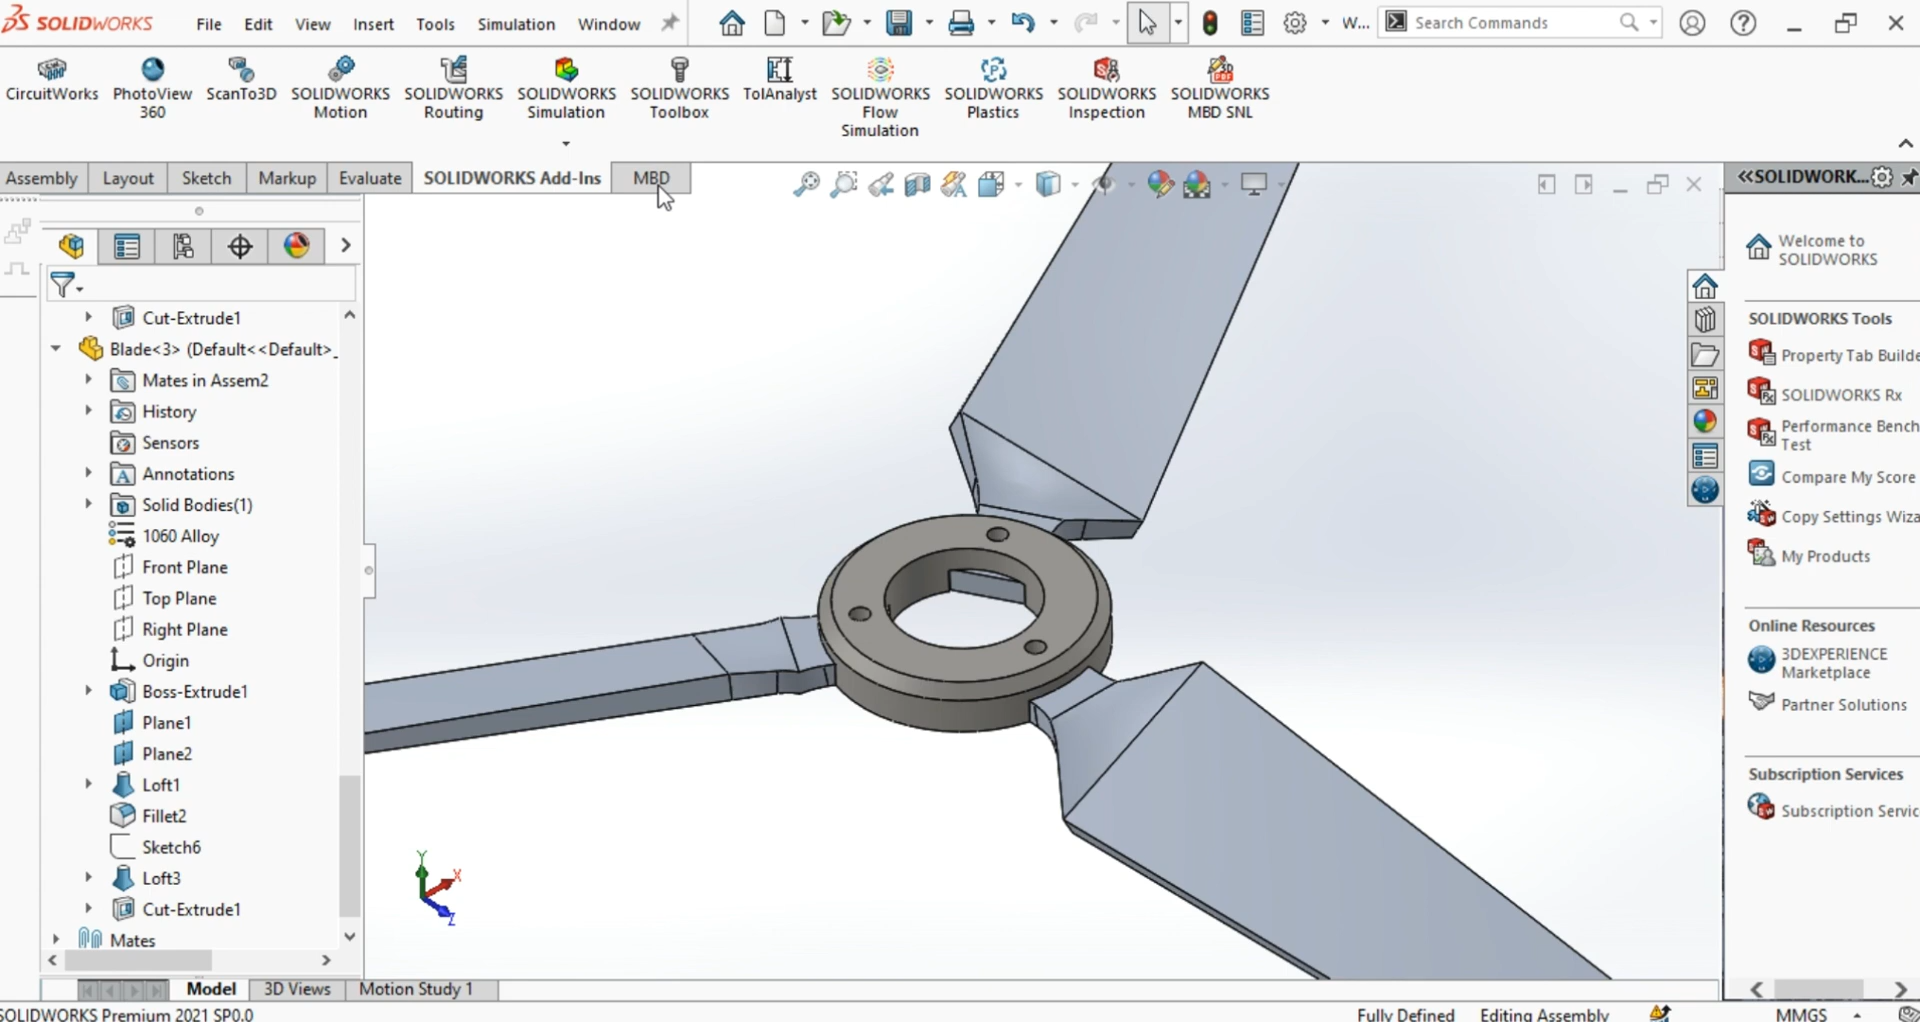 SOLIDWORKS
File Edit View Insert Tools Simulation Window
W...
Search Commands
CircuitWorks
PhotoView
360
ScanTo3D
SOLIDWORKS
Motion
SOLIDWORKS
Routing
SOLIDWORKS
Simulation
SOLIDWORKS
Toolbox
TolAnalyst
SOLIDWORKS
Flow
Simulation
SOLIDWORKS
Plastics
SOLIDWORKS
Inspection
SOLIDWORKS
MBD SNL
Assembly Layout Sketch Markup Evaluate SOLIDWORKS Add-Ins MBD
Cut-Extrude1
Blade<3> (Default<<Default>_
Mates in Assem2
History
Sensors
Annotations
Solid Bodies(1)
1060 Alloy
Front Plane
Top Plane
Right Plane
Origin
Boss-Extrude1
Plane1
Plane2
Loft1
Fillet2
Sketch6
Loft3
Cut-Extrude1
Mates
Y
X
Z
Model 3D Views Motion Study 1
SOLIDWORKS Premium 2021 SP0.0
Fully Defined Editing Assembly MMGS
SOLIDWORK...
Welcome to
SOLIDWORKS
SOLIDWORKS Tools
Property Tab Builde
SOLIDWORKS Rx
Performance Bench
Test
Compare My Score
Copy Settings Wiza
My Products
Online Resources
3DEXPERIENCE
Marketplace
Partner Solutions
Subscription Services
Subscription Servic